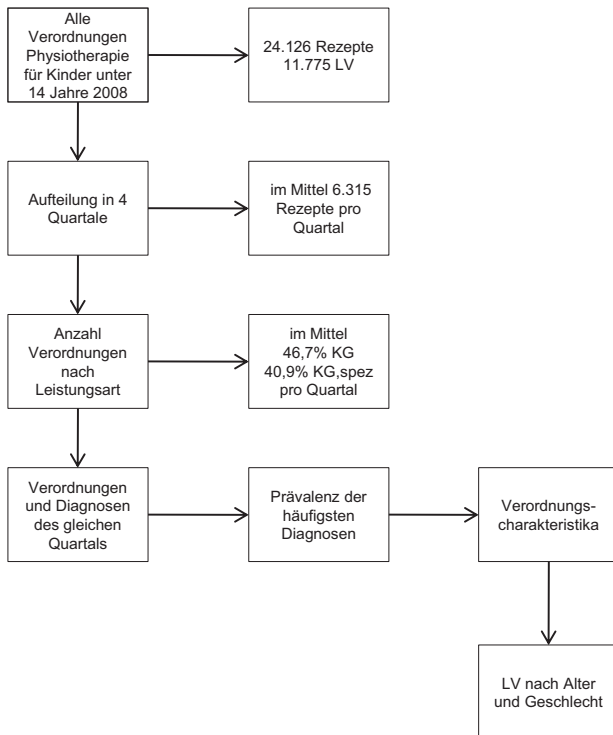 Alle
Verordnungen
Physiotherapie
für Kinder unter
14 Jahre 2008
24.126 Rezepte
11.775 LV
Aufteilung in 4
Quartale
im Mittel 6.315
Rezepte pro
Quartal
Anzahl
Verordnungen
nach
Leistungsart
im Mittel
46,7% KG
40,9% KG,spez
pro Quartal
Verordnungen
und Diagnosen
des gleichen
Quartals
Prävalenz der
häufigsten
Diagnosen
Verordnungs-
charakteristika
LV nach Alter
und Geschlecht